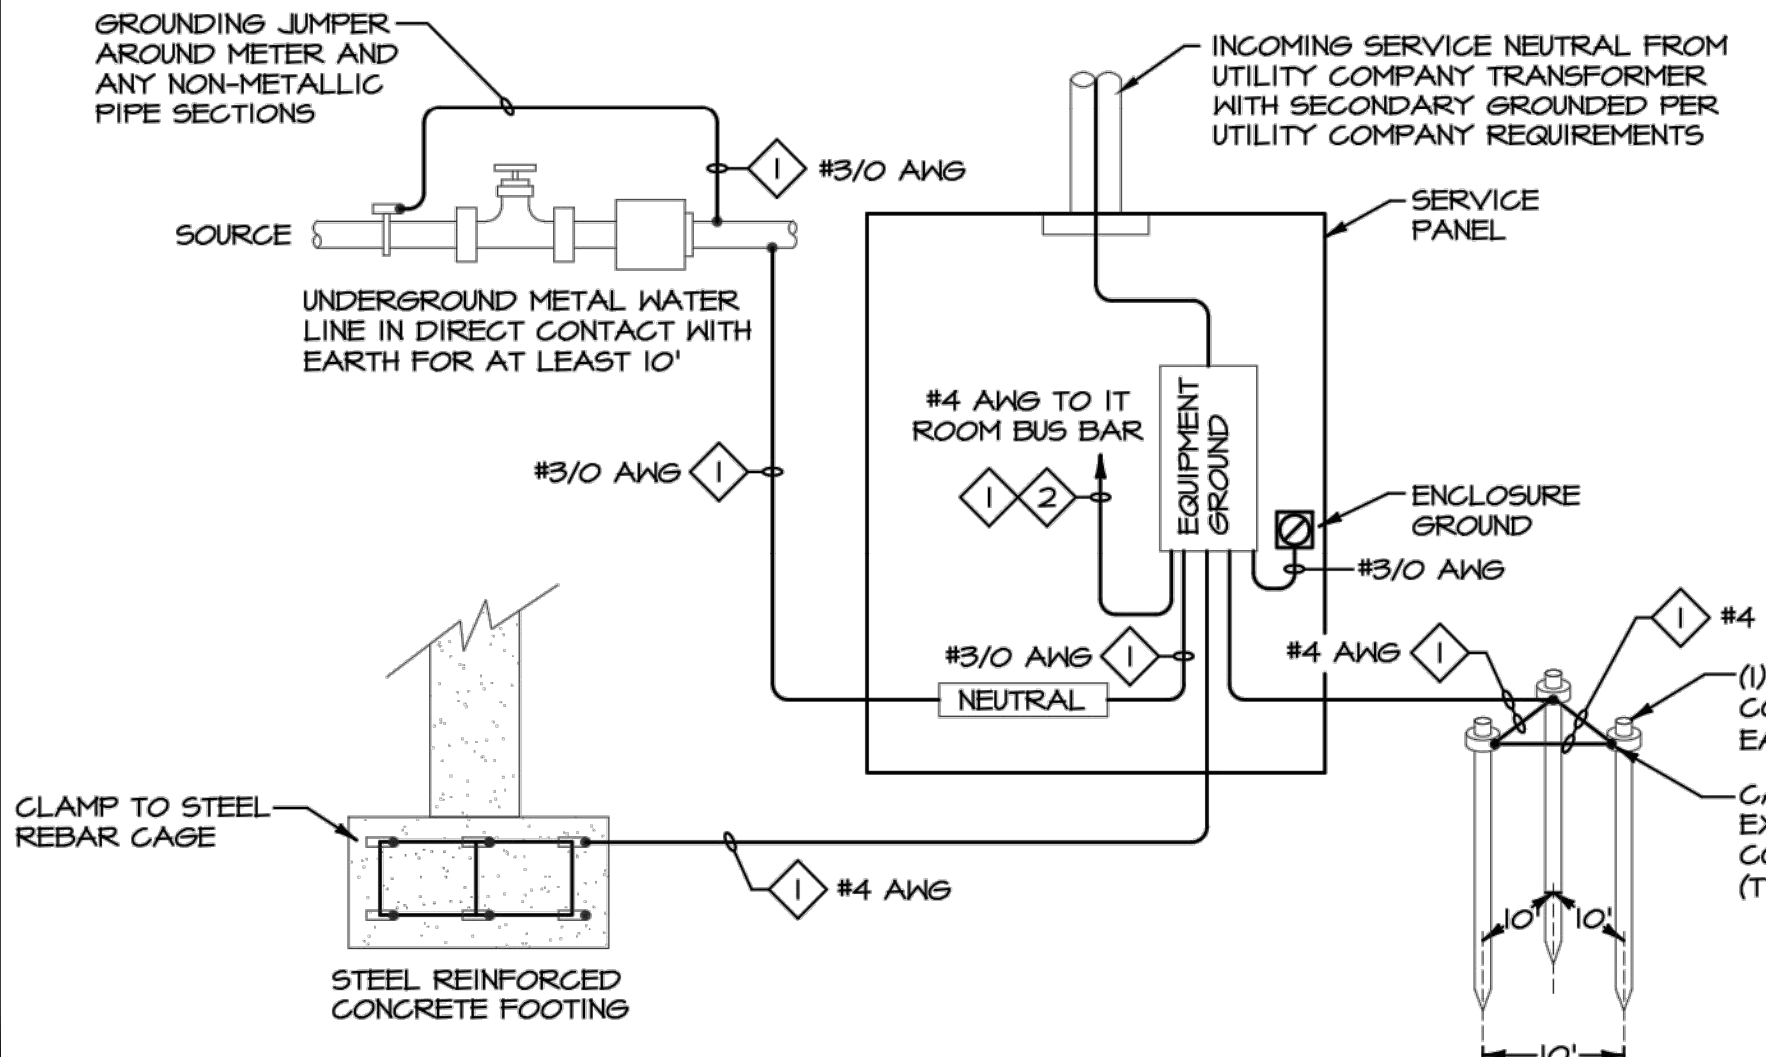 GROUNDING JUMPER
AROUND METER AND
ANY NON-METALLIC
PIPE SECTIONS
1 #3/0 AWG
SOURCE
UNDERGROUND METAL WATER
LINE IN DIRECT CONTACT WITH
EARTH FOR AT LEAST 10'
INCOMING SERVICE NEUTRAL FROM
UTILITY COMPANY TRANSFORMER
WITH SECONDARY GROUNDED PER
UTILITY COMPANY REQUIREMENTS
SERVICE
PANEL
#4 AWG TO IT
ROOM BUS BAR
1 2
EQUIPMENT
GROUND
ENCLOSURE
GROUND
#3/0 AWG
#3/0 AWG 1
#3/0 AWG 1
NEUTRAL
#4 AWG 1
1 #4
(1)
10' 10'
10'
CLAMP TO STEEL
REBAR CAGE
1 #4 AWG
STEEL REINFORCED
CONCRETE FOOTING